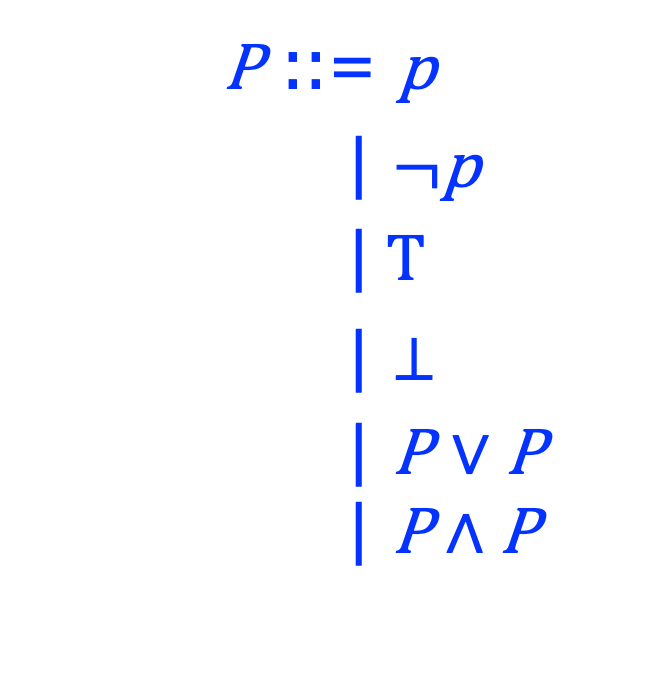 P ::= p
| ¬p
| T
| ⊥
| P ∨ P
| P ∧ P